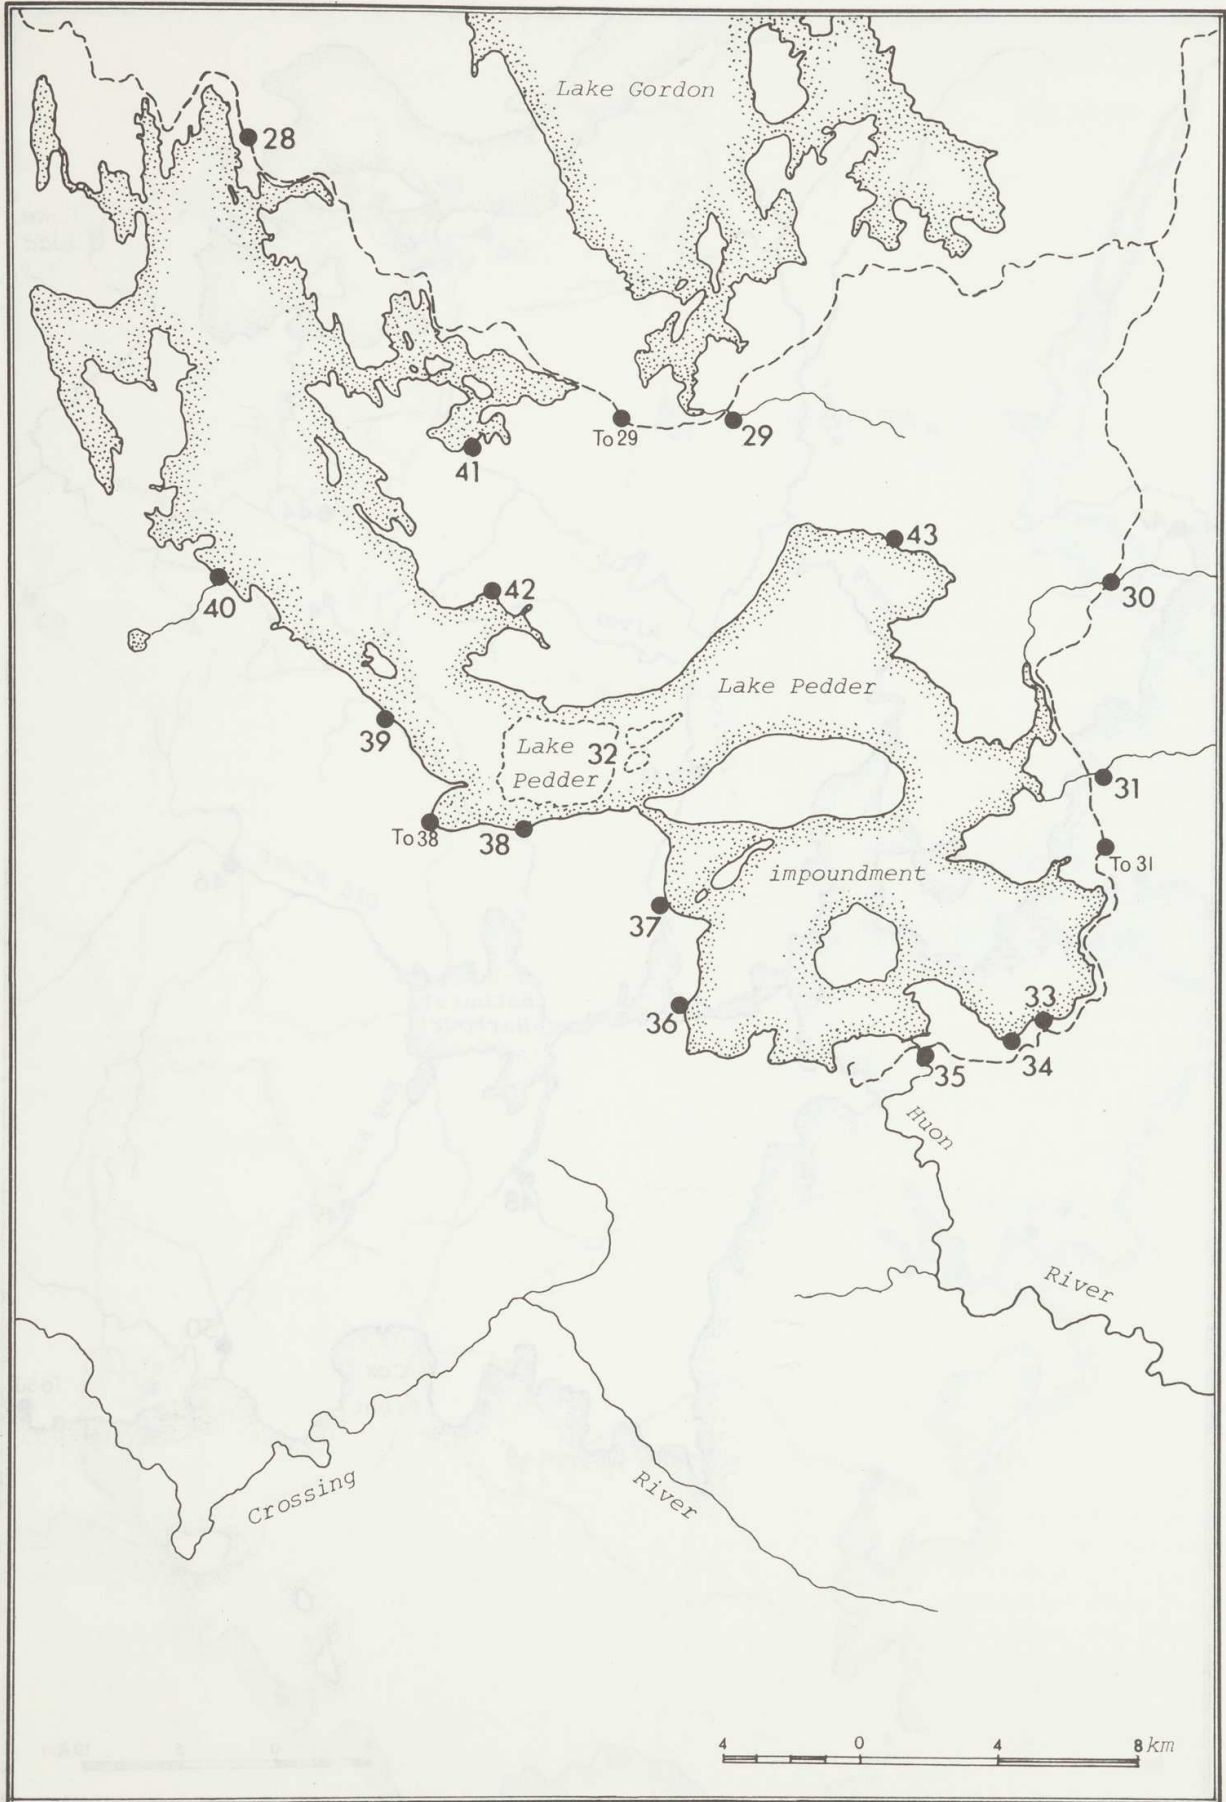 Lake Gordon
28
To 29
29
41
43
30
42
40
Lake Pedder
39
Lake
Pedder
32
31
To 38
38
To 31
impoundment
37
36
33
34
35
Huon
River
Crossing
River
4 0 4 8 km